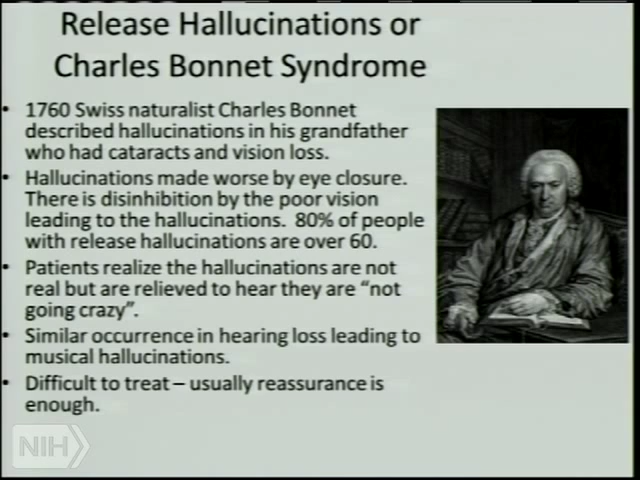 Release Hallucinations or
Charles Bonnet Syndrome
• 1760 Swiss naturalist Charles Bonnet
described hallucinations in his grandfather
who had cataracts and vision loss.
• Hallucinations made worse by eye closure.
There is disinhibition by the poor vision
leading to the hallucinations. 80% of people
with release hallucinations are over 60.
• Patients realize the hallucinations are not
real but are relieved to hear they are “not
going crazy”.
• Similar occurrence in hearing loss leading to
musical hallucinations.
• Difficult to treat – usually reassurance is
enough.
NIH